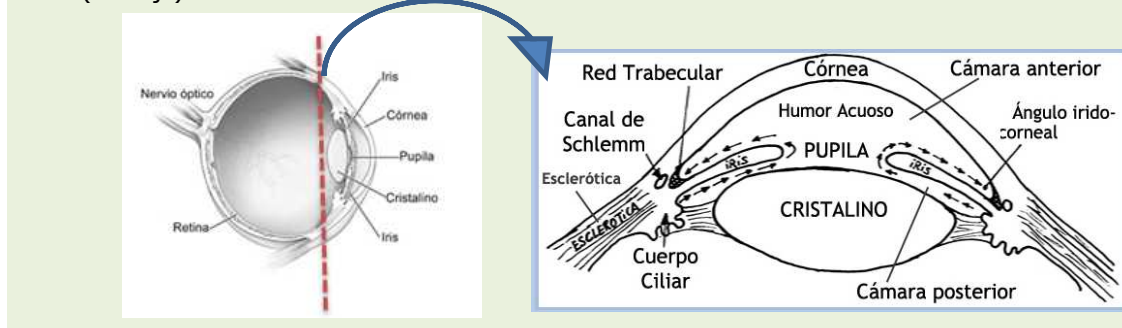 Nervio óptico
Iris
Córnea
Pupila
Cristalino
Retina
Iris
Red Trabecular
Córnea
Cámara anterior
Canal de
Schlemm
Humor Acuoso
Ángulo irido-
corneal
Esclerótica
iRis
PUPILA
iRis
ESCLEROTICA
CRISTALINO
Cuerpo
Ciliar
Cámara posterior